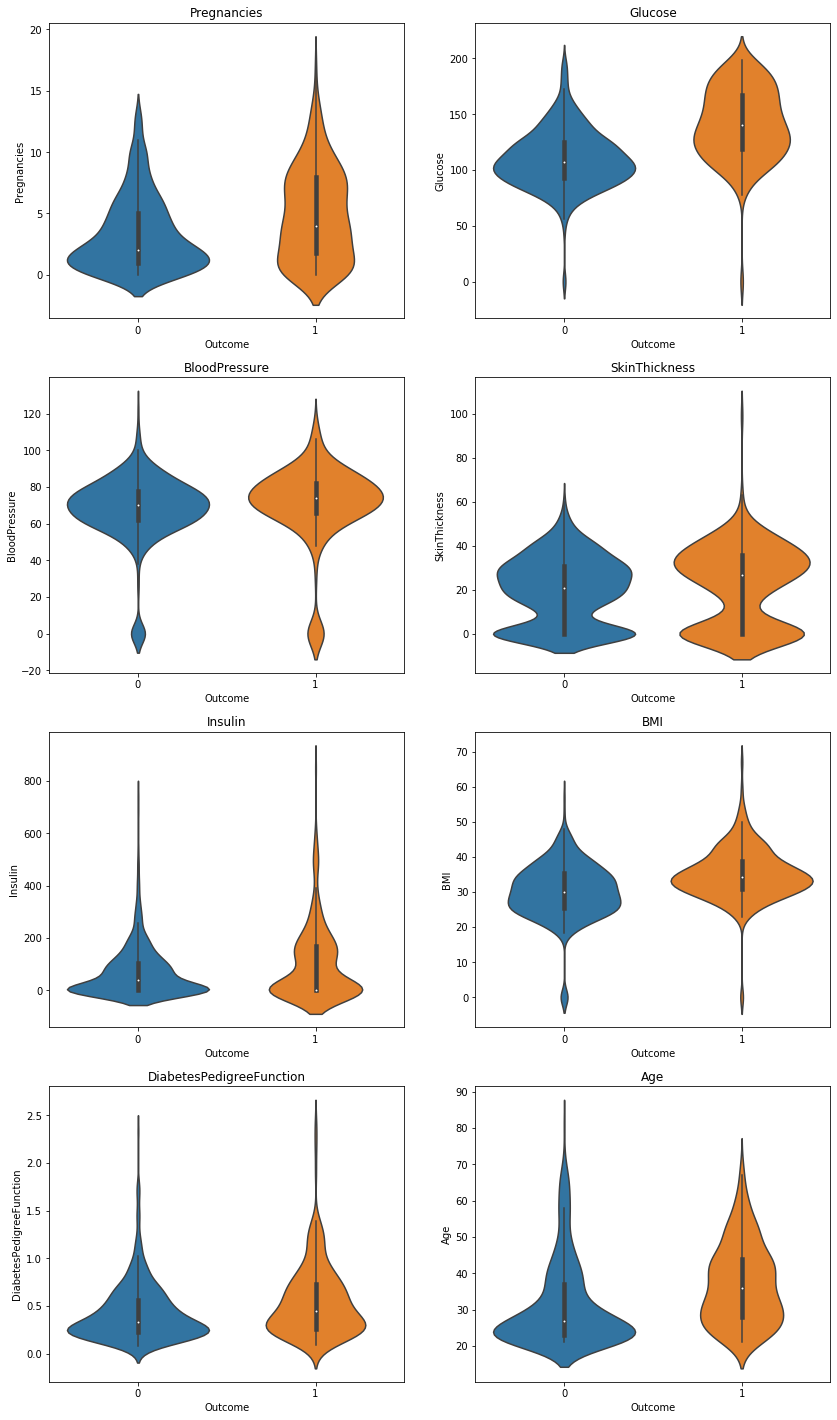 Pregnancies
20
15
10
5
0
Pregnancies
0
1
Outcome
Glucose
200
150
100
50
0
Glucose
0
1
Outcome
BloodPressure
120
100
80
60
40
20
0
−20
BloodPressure
0
1
Outcome
SkinThickness
100
80
60
40
20
0
SkinThickness
0
1
Outcome
Insulin
800
600
400
200
0
Insulin
0
1
Outcome
BMI
70
60
50
40
30
20
10
0
BMI
0
1
Outcome
DiabetesPedigreeFunction
2.5
2.0
1.5
1.0
0.5
0.0
DiabetesPedigreeFunction
0
1
Outcome
Age
90
80
70
60
50
40
30
20
Age
0
1
Outcome